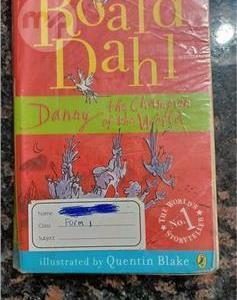 Roald
Dahl
Danny the Champion
of the World
THE WORLD'S
No. 1
STORYTELLER
Name:
Class: Form 1
Subject:
illustrated by Quentin Blake